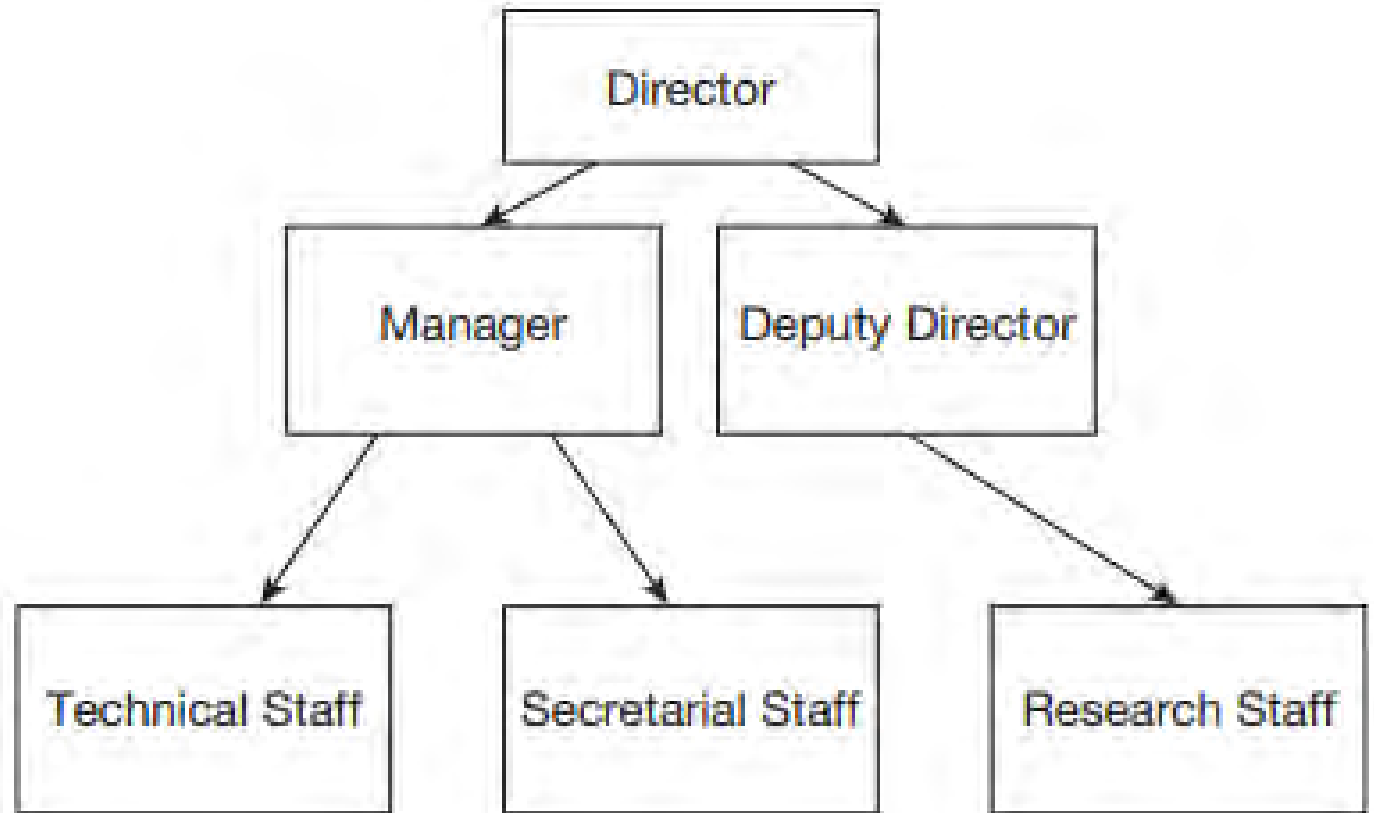 Director
Manager
Deputy Director
Technical Staff
Secretarial Staff
Research Staff